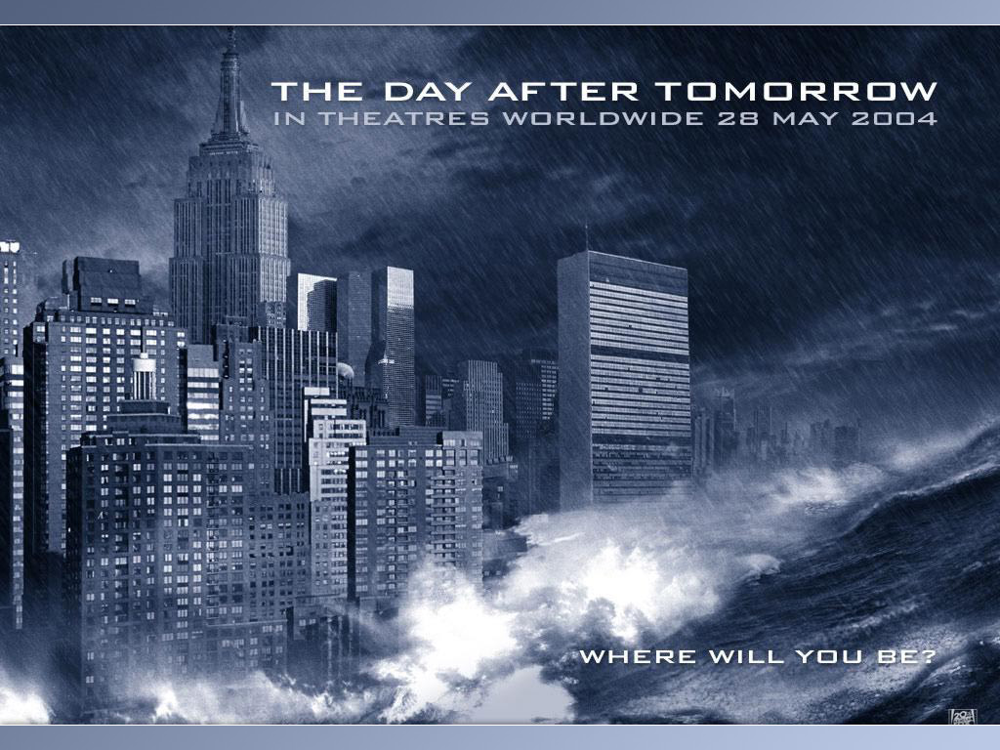 THE DAY AFTER TOMORROW
IN THEATRES WORLDWIDE 28 MAY 2004
WHERE WILL YOU BE?